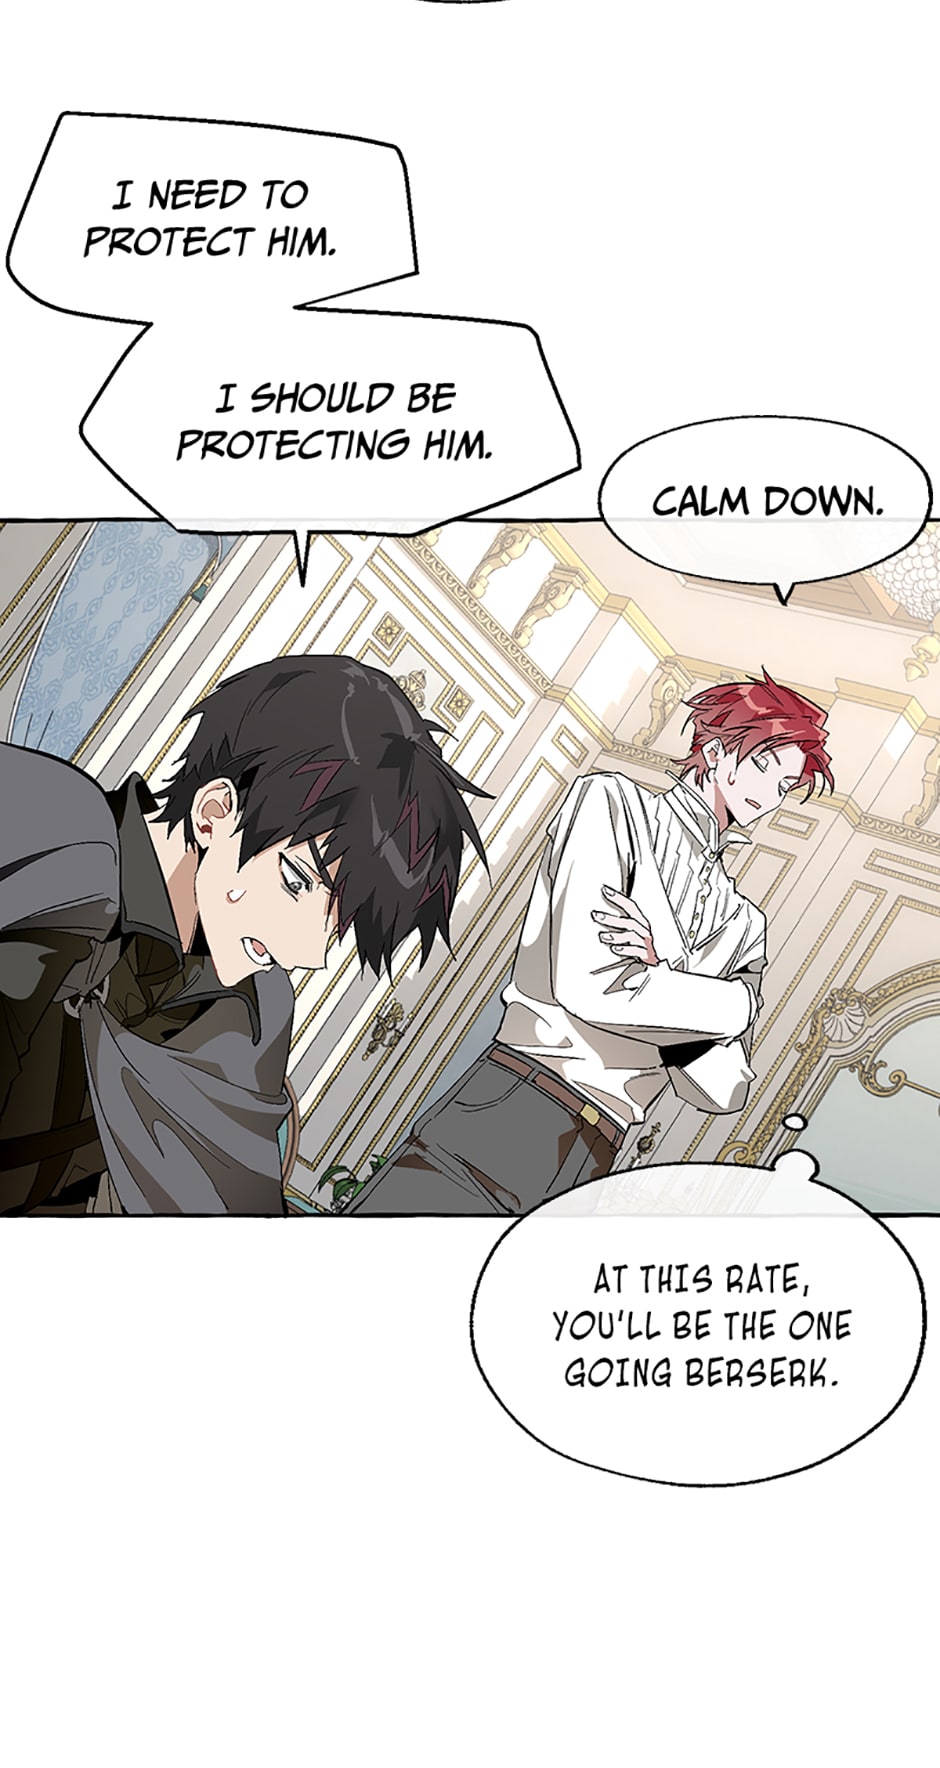 I NEED TO
PROTECT HIM.
I SHOULD BE
PROTECTING HIM.
CALM DOWN.
AT THIS RATE,
YOU'LL BE THE ONE
GOING BERSERK.